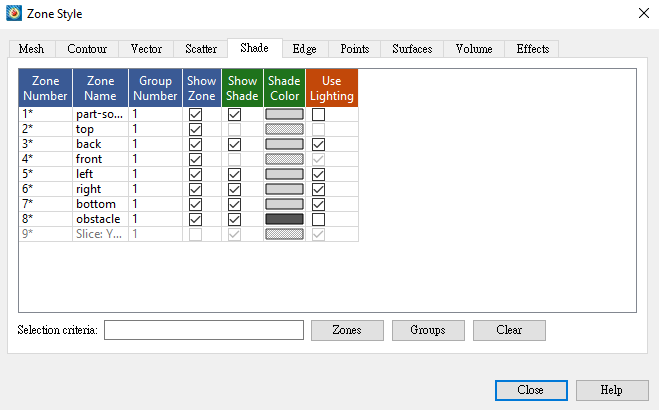 Zone Style
Mesh Contour Vector Scatter Shade Edge Points Surfaces Volume Effects
Zone Number Zone Name Group Number Show Zone Show Shade Shade Color Use Lighting
1* part-so... 1
2* top 1
3* back 1
4* front 1
5* left 1
6* right 1
7* bottom 1
8* obstacle 1
9* Slice: Y... 1
Selection criteria: Zones Groups Clear
Close Help